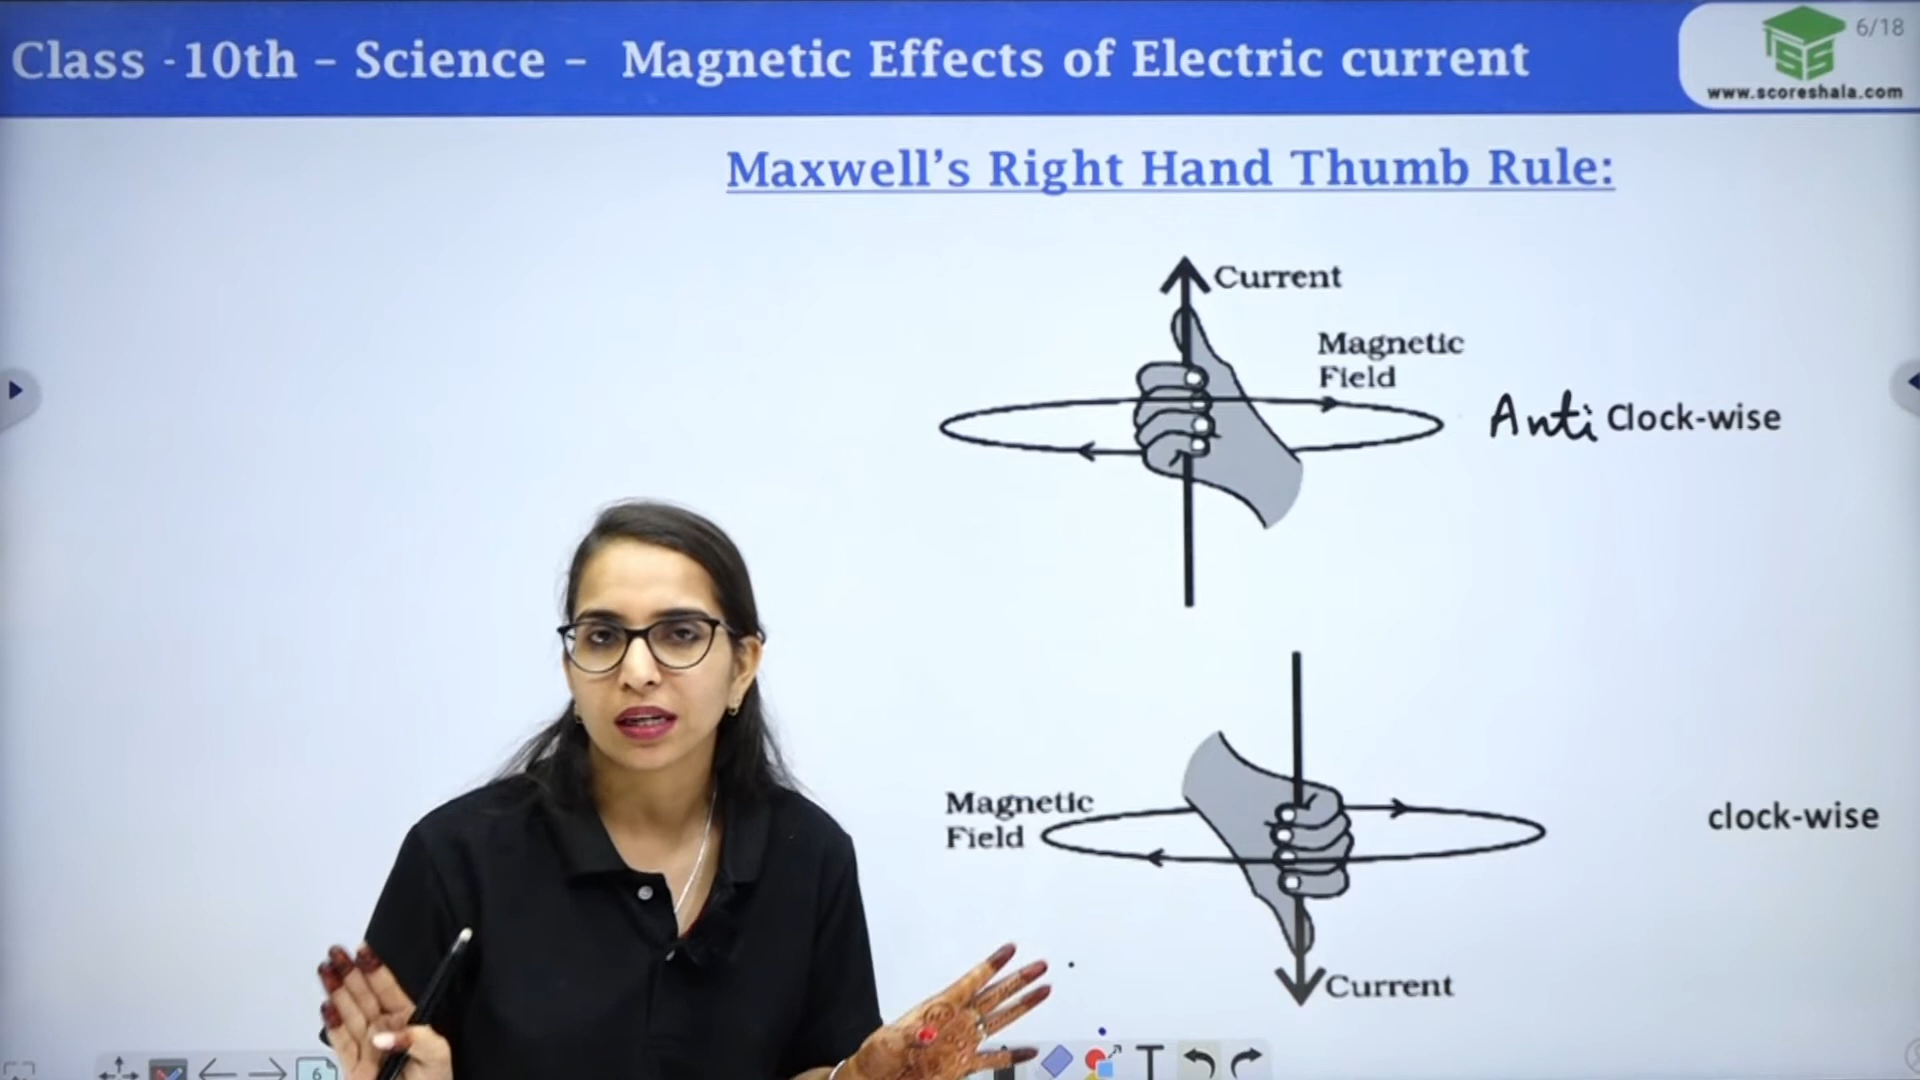 Class -10th – Science – Magnetic Effects of Electric current
6/18
www.scoreshala.com
Maxwell's Right Hand Thumb Rule:
Current
Magnetic
Field
Anti Clock-wise
Magnetic
Field
clock-wise
Current
6
T